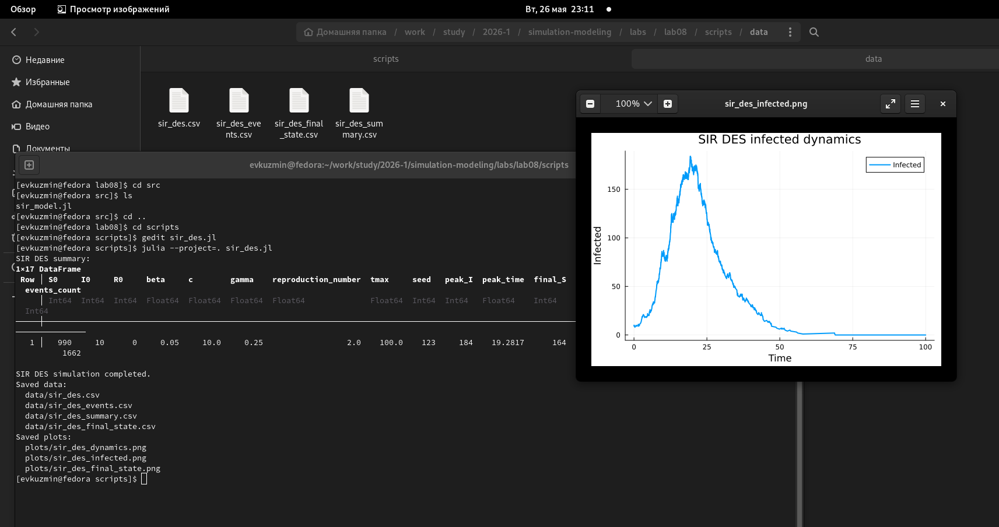 Обзор
Просмотр изображений
Вт, 26 мая 23:11
Домашняя папка / work / study / 2026-1 / simulation-modeling / labs / lab08 / scripts / data
scripts
data
Недавние
Избранные
Домашняя папка
Видео
Документы
sir_des.csv
sir_des_eve
nts.csv
sir_des_final
_state.csv
sir_des_sum
mary.csv
evkuzmin@fedora:~/work/study/2026-1/simulation-modeling/labs/lab08/scripts
[evkuzmin@fedora lab08]$ cd src
[evkuzmin@fedora src]$ ls
sir_model.jl
[evkuzmin@fedora src]$ cd ..
[evkuzmin@fedora lab08]$ cd scripts
[evkuzmin@fedora scripts]$ gedit sir_des.jl
[evkuzmin@fedora scripts]$ julia --project=. sir_des.jl
SIR DES summary:
1×17 DataFrame
Row │ S0 I0 R0 beta c gamma reproduction_number tmax seed peak_I peak_time final_S
events_count
│ Int64 Int64 Int64 Float64 Float64 Float64 Float64 Float64 Int64 Int64 Float64 Int64
Int64
1 │ 990 10 0 0.05 10.0 0.25 2.0 100.0 123 184 19.2817 164
1662
SIR DES simulation completed.
Saved data:
data/sir_des.csv
data/sir_des_events.csv
data/sir_des_summary.csv
data/sir_des_final_state.csv
Saved plots:
plots/sir_des_dynamics.png
plots/sir_des_infected.png
plots/sir_des_final_state.png
[evkuzmin@fedora scripts]$
100%
sir_des_infected.png
SIR DES infected dynamics
Infected
Infected
150
100
50
0
0 25 50 75 100
Time